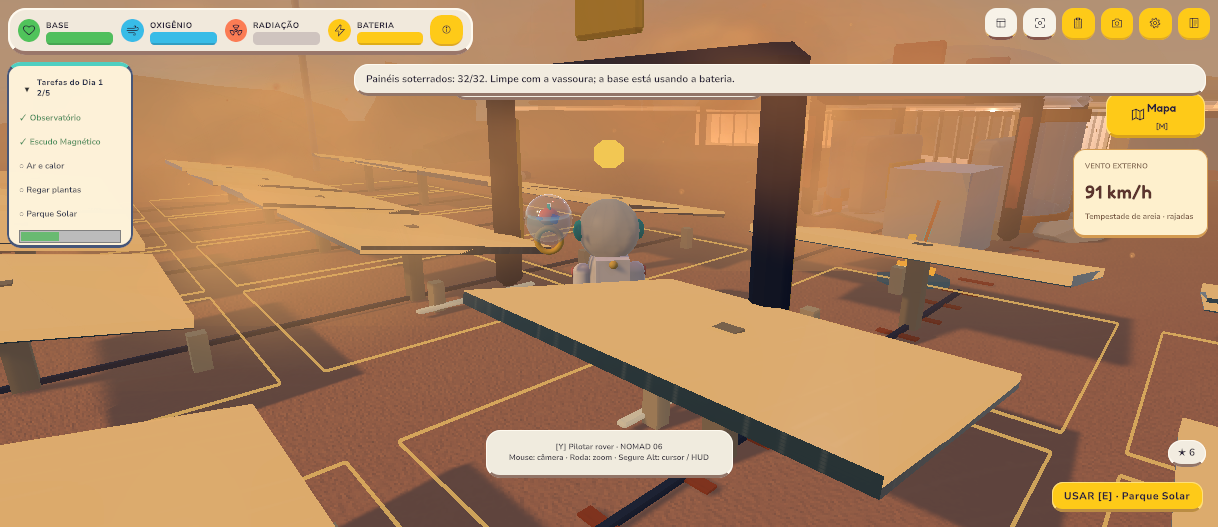 BASE
OXIGÊNIO
RADIAÇÃO
BATERIA
Painéis soterrados: 32/32. Limpe com a vassoura; a base está usando a bateria.
Tarefas do Dia 1
2/5
✓ Observatório
✓ Escudo Magnético
○ Ar e calor
○ Regar plantas
○ Parque Solar
Mapa
[M]
VENTO EXTERNO
91 km/h
Tempestade de areia · rajadas
[Y] Pilotar rover · NOMAD 06
Mouse: câmera · Roda: zoom · Segure Alt: cursor / HUD
★ 6
USAR [E] · Parque Solar